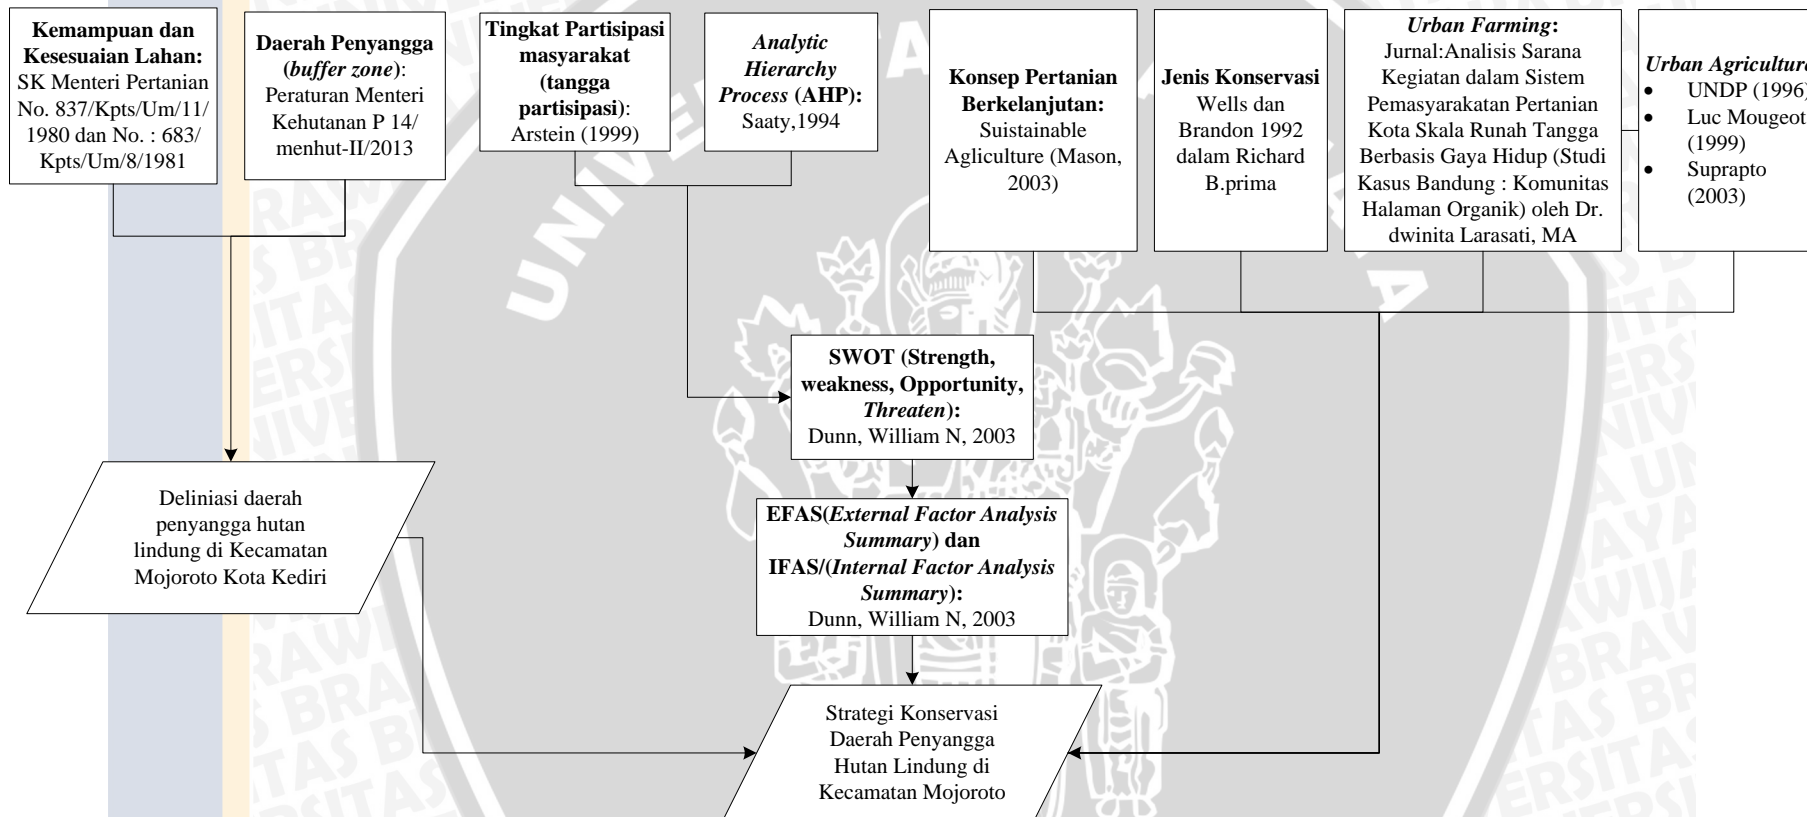 Kemampuan dan
Kesesuaian Lahan:
SK Menteri Pertanian
No. 837/Kpts/Um/11/
1980 dan No. : 683/
Kpts/Um/8/1981
Daerah Penyangga
(buffer zone):
Peraturan Menteri
Kehutanan P 14/
menhut-II/2013
Tingkat Partisipasi
masyarakat
(tangga
partisipasi):
Arstein (1999)
Analytic
Hierarchy
Process (AHP):
Saaty,1994
Konsep Pertanian
Berkelanjutan:
Suistainable
Agliculture (Mason,
2003)
Jenis Konservasi
Wells dan
Brandon 1992
dalam Richard
B.prima
Urban Farming:
Jurnal:Analisis Sarana
Kegiatan dalam Sistem
Pemasyarakatan Pertanian
Kota Skala Runah Tangga
Berbasis Gaya Hidup (Studi
Kasus Bandung : Komunitas
Halaman Organik) oleh Dr.
dwinita Larasati, MA
Urban Agriculture
• UNDP (1996)
• Luc Mougeot
(1999)
• Suprapto
(2003)
SWOT (Strength,
weakness, Opportunity,
Threaten):
Dunn, William N, 2003
Deliniasi daerah
penyangga hutan
lindung di Kecamatan
Mojoroto Kota Kediri
EFAS(External Factor Analysis
Summary) dan
IFAS/(Internal Factor Analysis
Summary):
Dunn, William N, 2003
Strategi Konservasi
Daerah Penyangga
Hutan Lindung di
Kecamatan Mojoroto